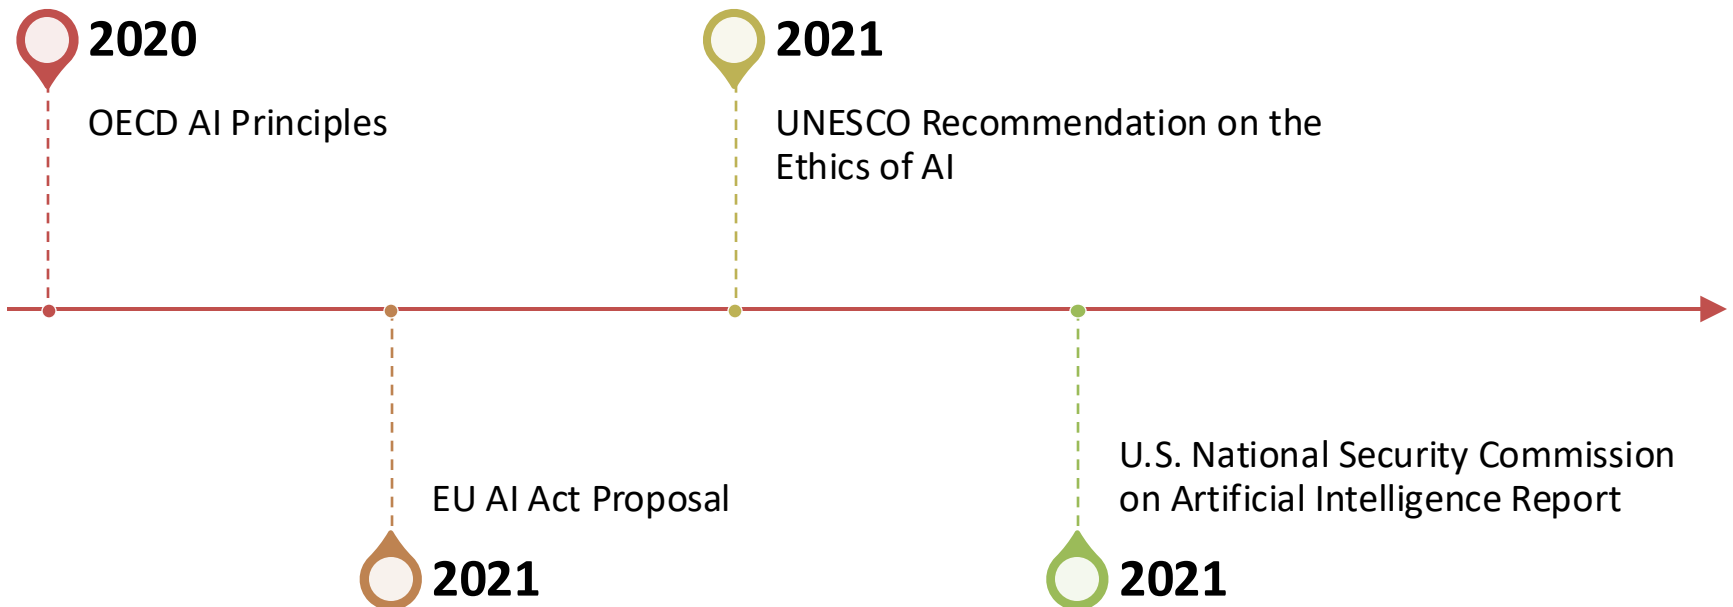 2020
OECD AI Principles
2021
EU AI Act Proposal
2021
UNESCO Recommendation on the
Ethics of AI
2021
U.S. National Security Commission
on Artificial Intelligence Report